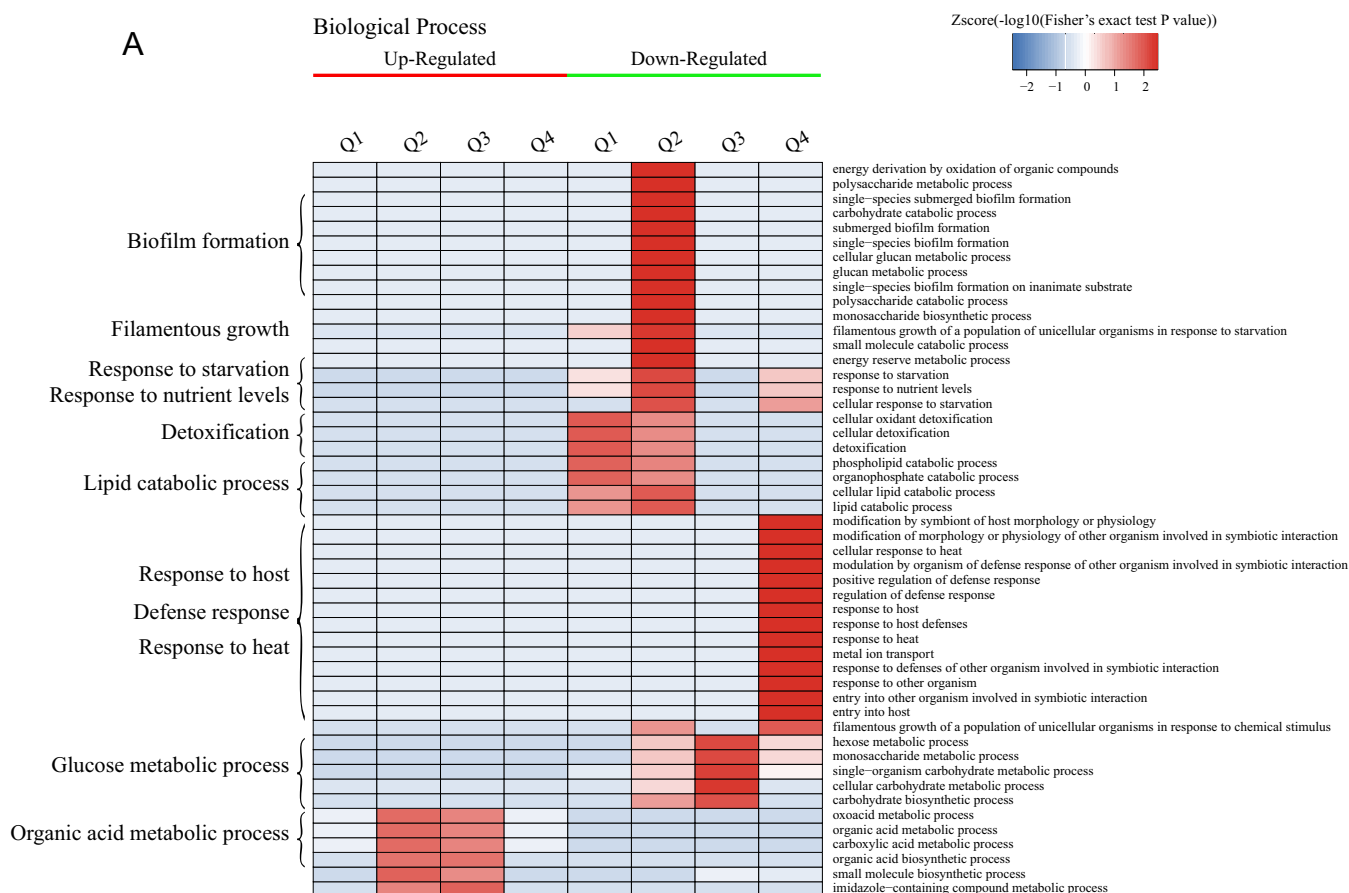 A
Biological Process
Up-Regulated
Down-Regulated
Zscore(-log10(Fisher's exact test P value))
−2 −1 0 1 2
Q1 Q2 Q3 Q4 Q1 Q2 Q3 Q4
energy derivation by oxidation of organic compounds
polysaccharide metabolic process
single−species submerged biofilm formation
carbohydrate catabolic process
submerged biofilm formation
Biofilm formation
single−species biofilm formation
cellular glucan metabolic process
glucan metabolic process
single−species biofilm formation on inanimate substrate
polysaccharide catabolic process
monosaccharide biosynthetic process
Filamentous growth
filamentous growth of a population of unicellular organisms in response to starvation
small molecule catabolic process
energy reserve metabolic process
Response to starvation
response to starvation
Response to nutrient levels
response to nutrient levels
cellular response to starvation
cellular oxidant detoxification
Detoxification
cellular detoxification
detoxification
phospholipid catabolic process
Lipid catabolic process
organophosphate catabolic process
cellular lipid catabolic process
lipid catabolic process
modification by symbiont of host morphology or physiology
modification of morphology or physiology of other organism involved in symbiotic interaction
cellular response to heat
modulation by organism of defense response of other organism involved in symbiotic interaction
Response to host
positive regulation of defense response
regulation of defense response
Defense response
response to host
response to host defenses
Response to heat
response to heat
metal ion transport
response to defenses of other organism involved in symbiotic interaction
response to other organism
entry into other organism involved in symbiotic interaction
entry into host
filamentous growth of a population of unicellular organisms in response to chemical stimulus
hexose metabolic process
monosaccharide metabolic process
Glucose metabolic process
single−organism carbohydrate metabolic process
cellular carbohydrate metabolic process
carbohydrate biosynthetic process
oxoacid metabolic process
Organic acid metabolic process
organic acid metabolic process
carboxylic acid metabolic process
organic acid biosynthetic process
small molecule biosynthetic process
imidazole−containing compound metabolic process